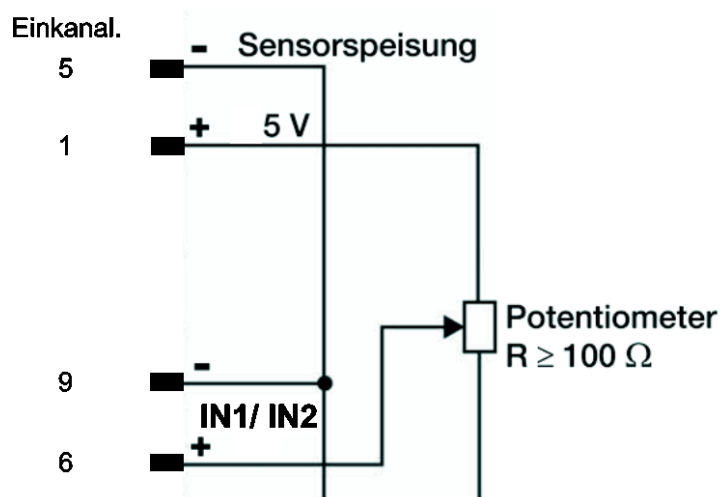 Einkanal.
- Sensorspeisung
5
+ 5 V
1
Potentiometer
R ≥ 100 Ω
-
9
IN1/ IN2
+
6